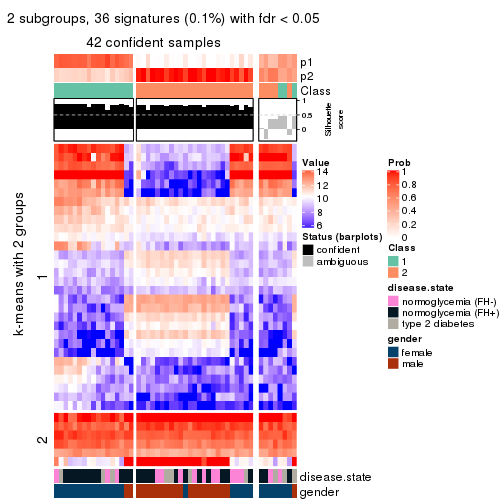 2 subgroups, 36 signatures (0.1%) with fdr < 0.05
42 confident samples
p1
p2
Class
1
0.5
0
Silhouette
score
k-means with 2 groups
1
2
disease.state
gender
Value
14
12
10
8
6
Status (barplots)
confident
ambiguous
Prob
1
0.8
0.6
0.4
0.2
0
Class
1
2
disease.state
normoglycemia (FH-)
normoglycemia (FH+)
type 2 diabetes
gender
female
male